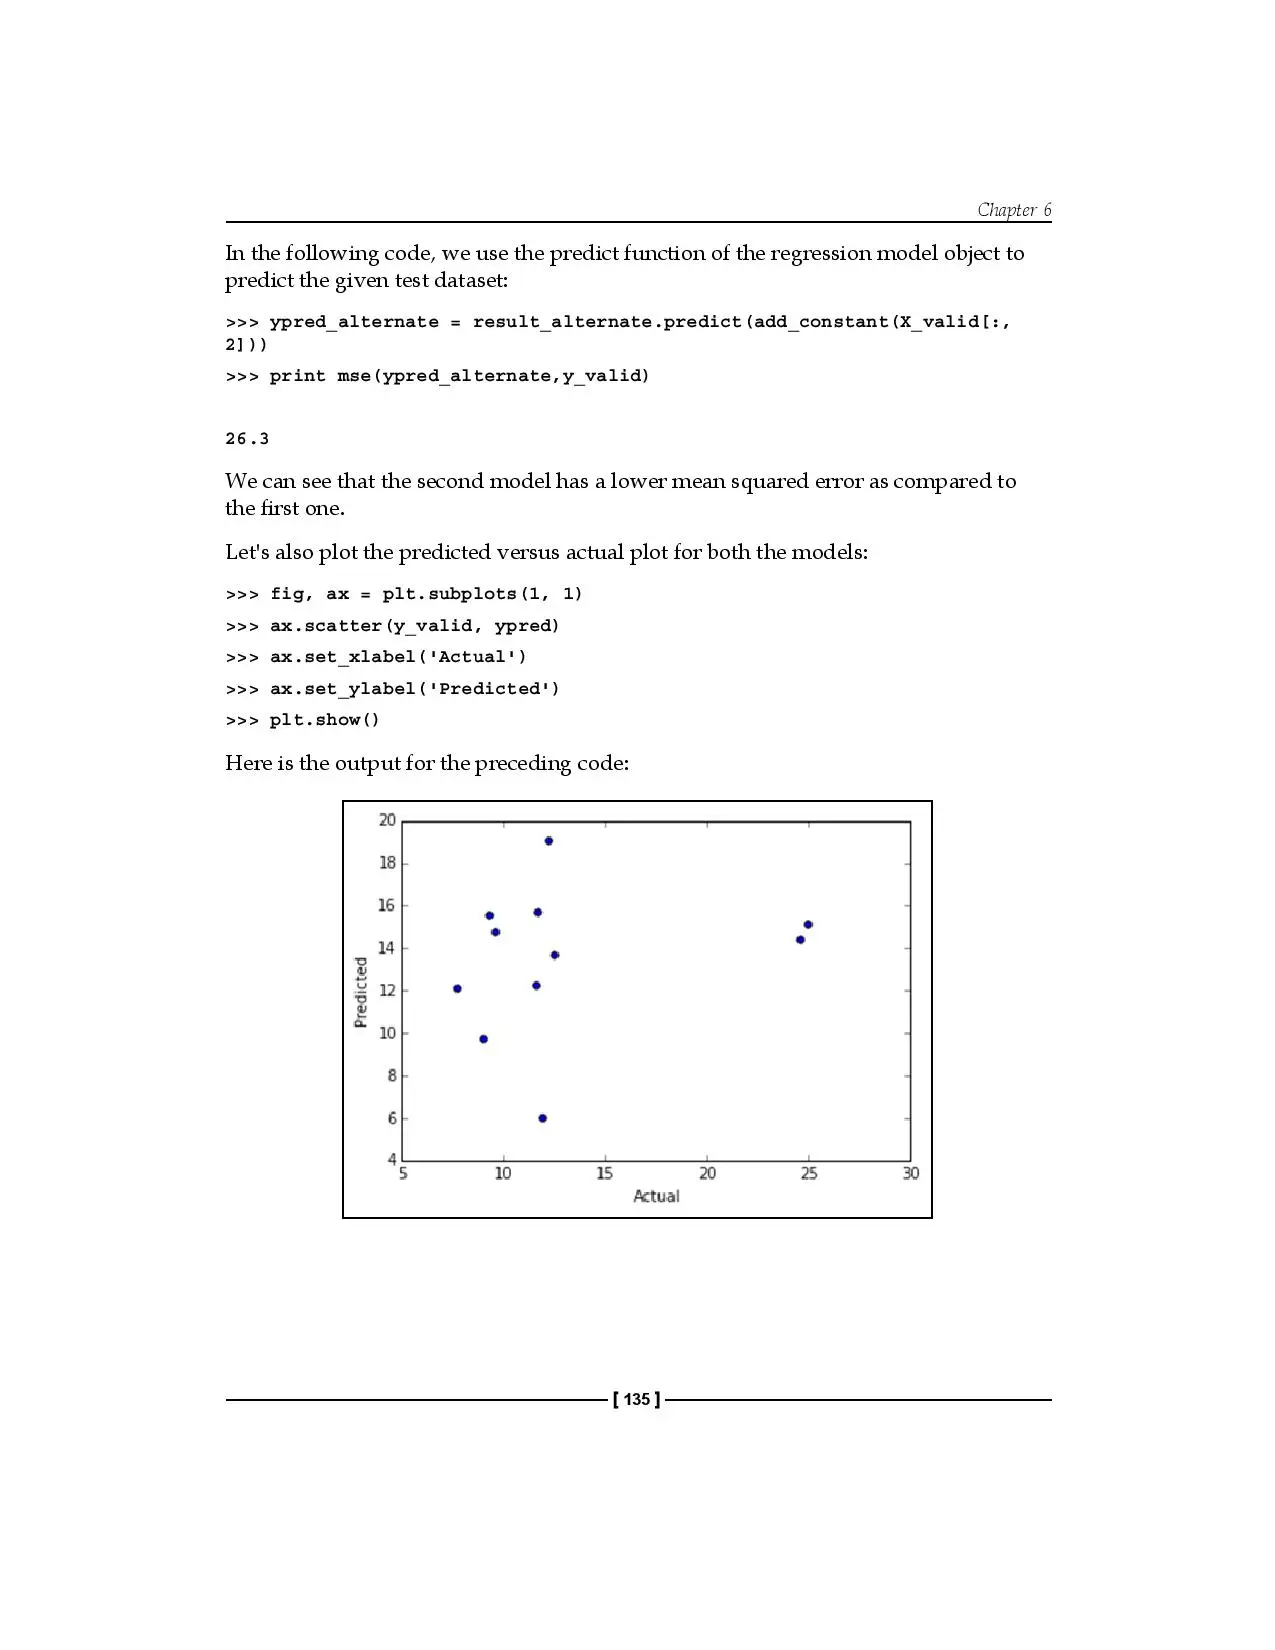 Chapter 6
In the following code, we use the predict function of the regression model object to
predict the given test dataset:
>>> ypred_alternate = result_alternate.predict(add_constant(X_valid[:,
2]))
>>> print mse(ypred_alternate,y_valid)
26.3
We can see that the second model has a lower mean squared error as compared to
the first one.
Let's also plot the predicted versus actual plot for both the models:
>>> fig, ax = plt.subplots(1, 1)
>>> ax.scatter(y_valid, ypred)
>>> ax.set_xlabel('Actual')
>>> ax.set_ylabel('Predicted')
>>> plt.show()
Here is the output for the preceding code:
20
18
16
14
12
10
8
6
4
Predicted
5 10 15 20 25 30
Actual
[ 135 ]